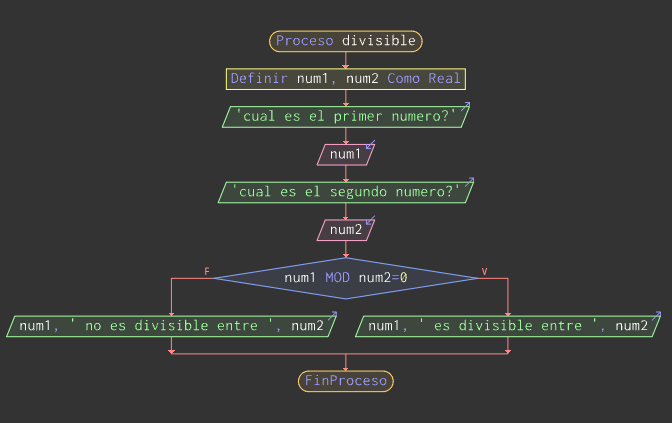 Proceso divisible
Definir num1, num2 Como Real
'cual es el primer numero?'
num1
'cual es el segundo numero?'
num2
F
num1 MOD num2=0
V
num1, ' no es divisible entre ', num2
num1, ' es divisible entre ', num2
FinProceso